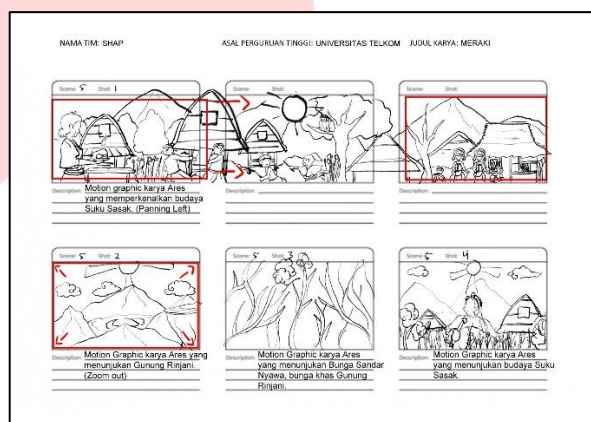 NAMA TIM: SHAP ASAL PERGURUAN TINGGI: UNIVERSITAS TELKOM JUDUL KARYA: MERAKI
Scene: 5 Shot: 1
Scene: Shot:
Scene: Shot:
Description: Motion graphic karya Ares
yang memperkenalkan budaya
Suku Sasak. (Panning Left)
Description:
Description:
Scene: 5 Shot: 2
Scene: 5 Shot: 3
Scene: 5 Shot: 4
Description: Motion Graphic karya Ares yang
menunjukan Gunung Rinjani.
(Zoom out)
Description: Motion Graphic karya Ares
yang menunjukan Bunga Sandar
Nyawa, bunga khas Gunung
Rinjani.
Description: Motion Graphic karya Ares
yang menunjukan budaya Suku
Sasak.